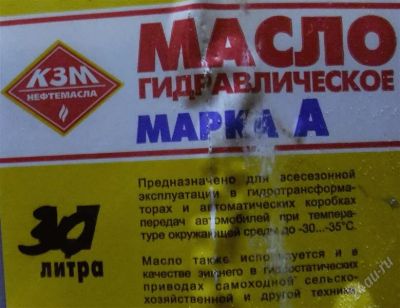 КЗМ
НЕФТЕМАСЛА
МАСЛО
ГИДРАВЛИЧЕСКОЕ
МАРКА А
Предназначено для всесезонной
эксплуатации в гидротрансформа-
торах и автоматических коробках
передач автомобилей при темпера-
туре окружающей среды до -30...-35°С.
Масло также используется и в
качестве зимнего в гидростатических
приводах самоходной сельско-
хозяйственной и другой техники
30
литра